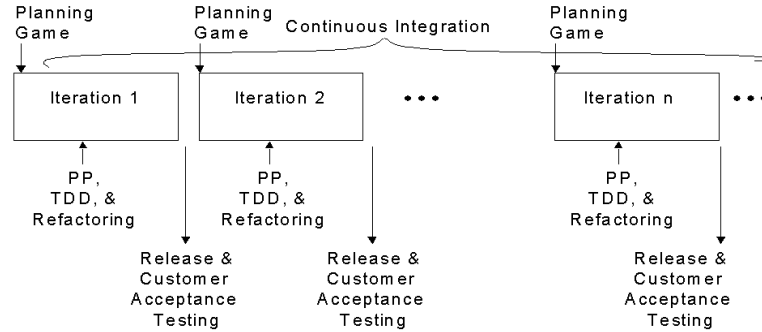 Planning
Game
Planning
Game
Continuous Integration
Planning
Game
Iteration 1
Iteration 2
•••
Iteration n
•••
PP,
TDD, &
Refactoring
PP,
TDD, &
Refactoring
PP,
TDD, &
Refactoring
Release &
Customer
Acceptance
Testing
Release &
Customer
Acceptance
Testing
Release &
Customer
Acceptance
Testing